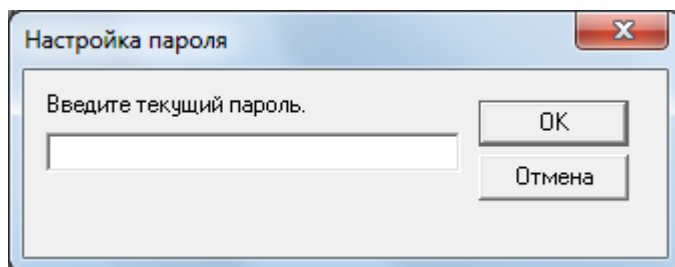 Настройка пароля
Введите текущий пароль.
OK
Отмена